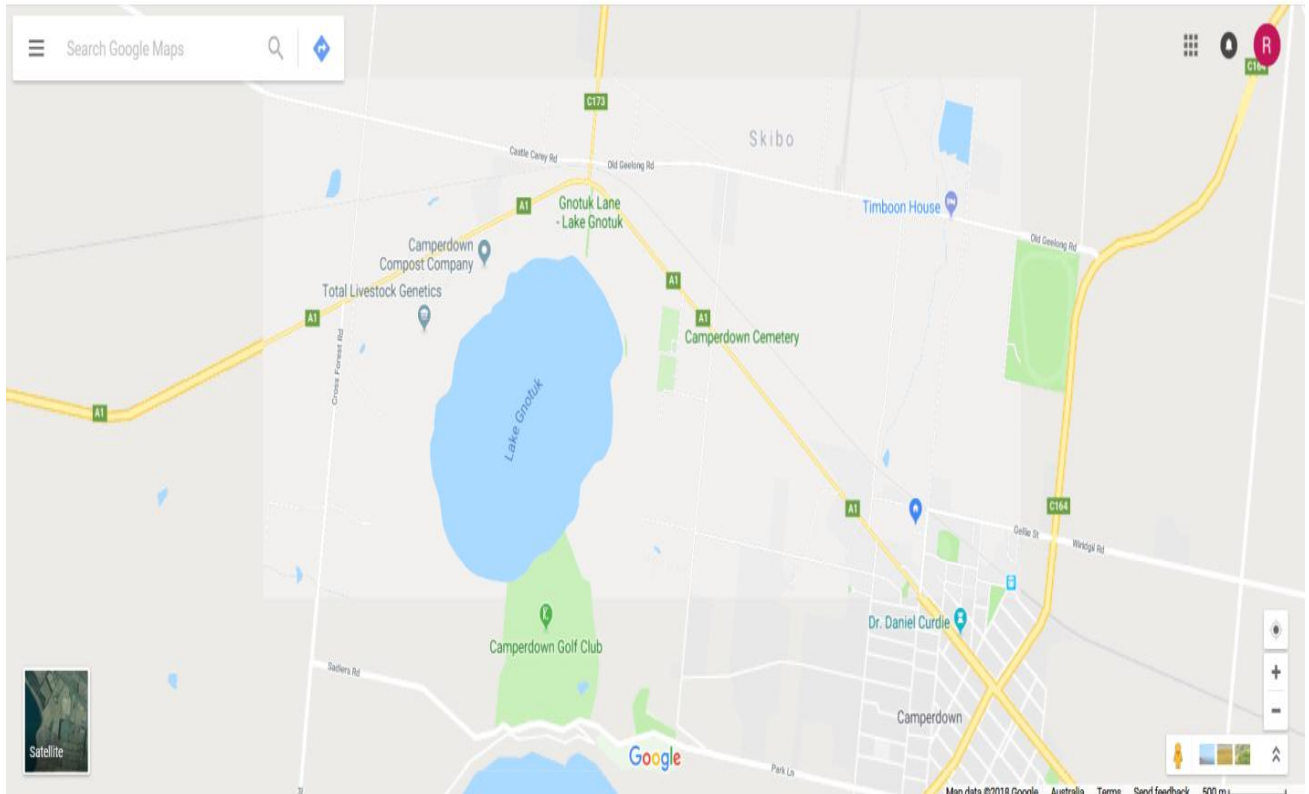 Search Google Maps
R
C164
C173
Skibo
Castle Carey Rd
Old Geelong Rd
A1
Gnotuk Lane
- Lake Gnotuk
Timboon House
Old Geelong Rd
Camperdown
Compost Company
A1
Total Livestock Genetics
A1
A1
Camperdown Cemetery
Cross Forest Rd
A1
Lake Gnotuk
A1
C164
Gellie St
Wiridgil Rd
Dr. Daniel Curdie
Camperdown Golf Club
Sadlers Rd
Camperdown
Satellite
Google
Park Ln
Rd
Map data ©2018 Google Australia Terms Send feedback 500 m